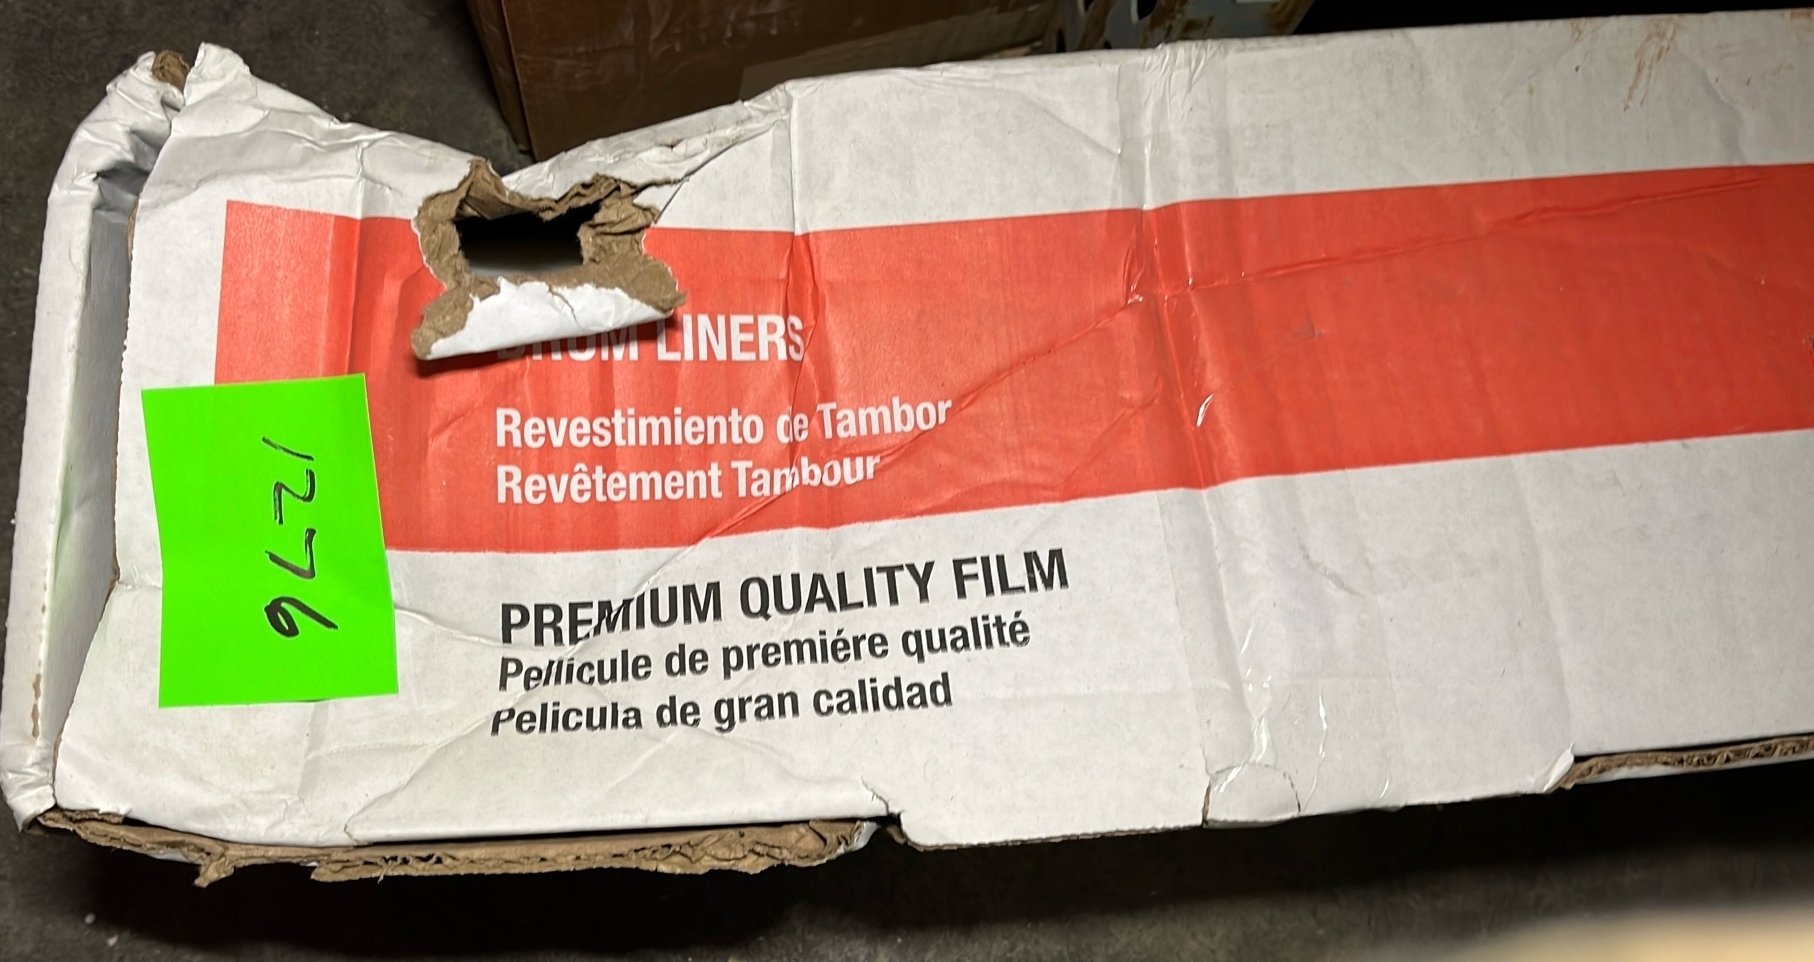 DRUM LINERS
Revestimiento de Tambor
Revêtement Tambour
1276
PREMIUM QUALITY FILM
Pellicule de premiére qualité
Pelicula de gran calidad